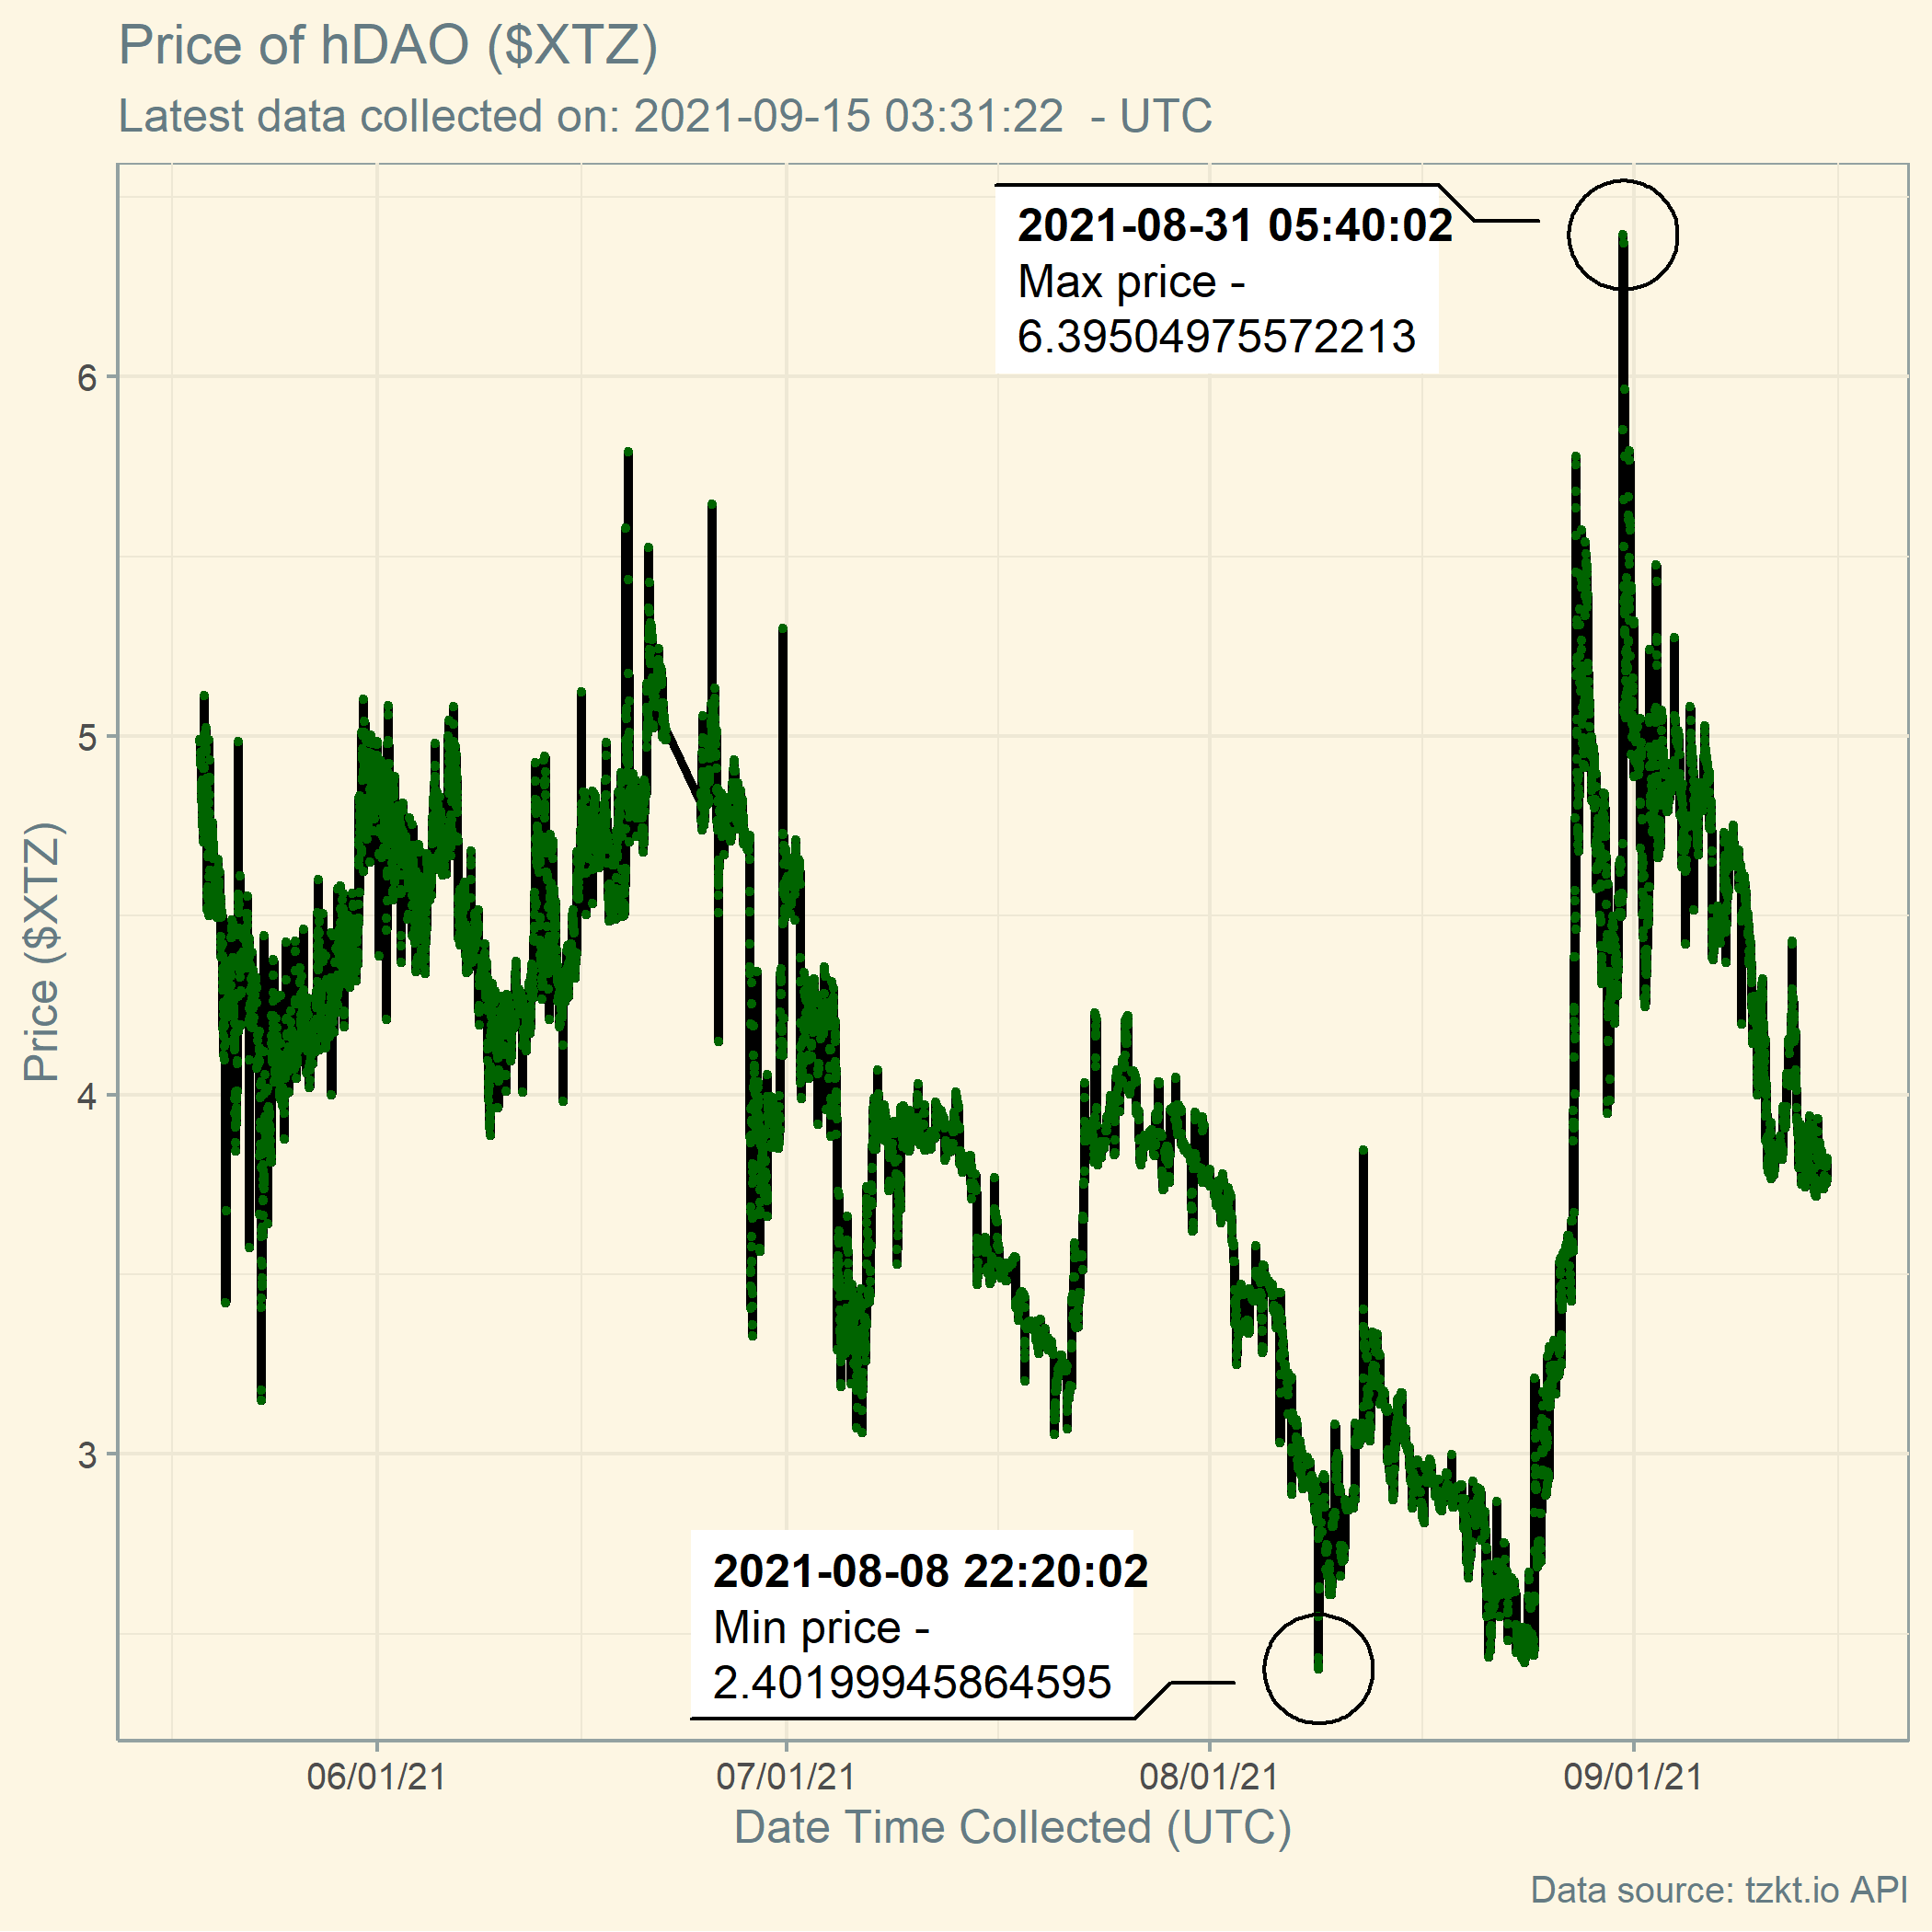 Price of hDAO ($XTZ)
Latest data collected on: 2021-09-15 03:31:22  - UTC
2021-08-31 05:40:02
Max price -
6.39504975572213
6
5
4
3
Price ($XTZ)
2021-08-08 22:20:02
Min price -
2.40199945864595
06/01/21
07/01/21
08/01/21
09/01/21
Date Time Collected (UTC)
Data source: tzkt.io API